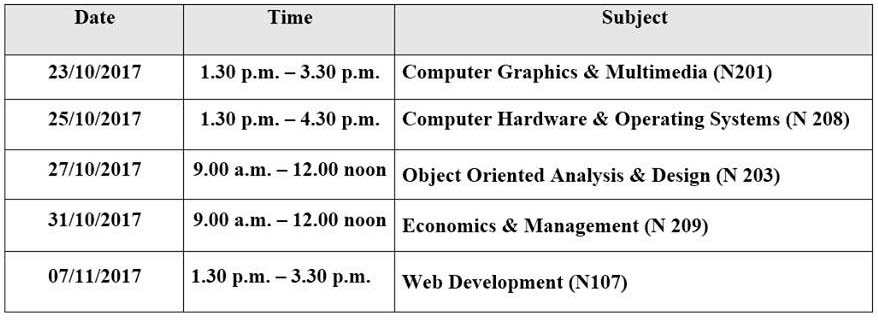 Date Time Subject
23/10/2017 1.30 p.m. – 3.30 p.m. Computer Graphics & Multimedia (N201)
25/10/2017 1.30 p.m. – 4.30 p.m. Computer Hardware & Operating Systems (N 208)
27/10/2017 9.00 a.m. – 12.00 noon Object Oriented Analysis & Design (N 203)
31/10/2017 9.00 a.m. – 12.00 noon Economics & Management (N 209)
07/11/2017 1.30 p.m. – 3.30 p.m. Web Development (N107)